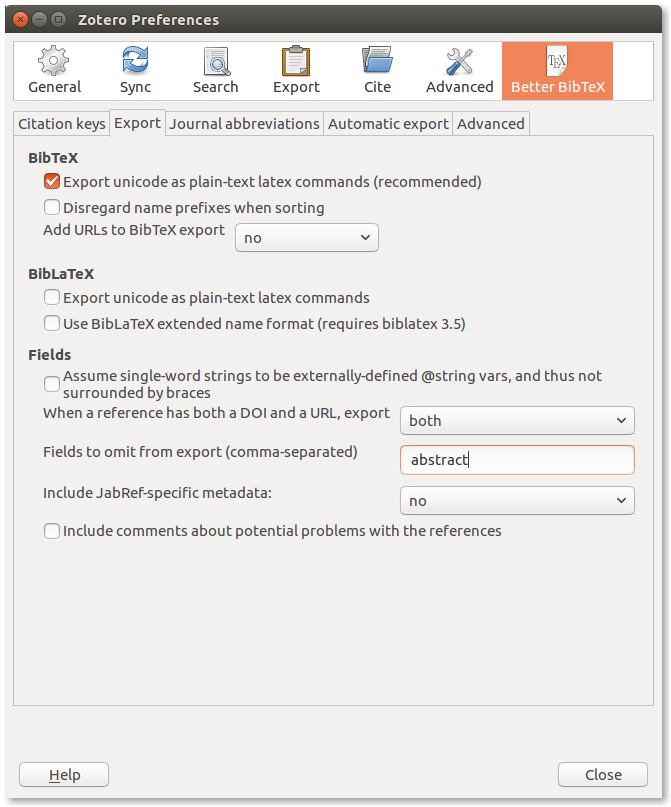 Zotero Preferences
General Sync Search Export Cite Advanced Better BibTeX
TEX
Citation keys Export Journal abbreviations Automatic export Advanced
BibTeX
Export unicode as plain-text latex commands (recommended)
Disregard name prefixes when sorting
Add URLs to BibTeX export no
BibLaTeX
Export unicode as plain-text latex commands
Use BibLaTeX extended name format (requires biblatex 3.5)
Fields
Assume single-word strings to be externally-defined @string vars, and thus not
surrounded by braces
When a reference has both a DOI and a URL, export both
Fields to omit from export (comma-separated) abstract
Include JabRef-specific metadata: no
Include comments about potential problems with the references
Help Close